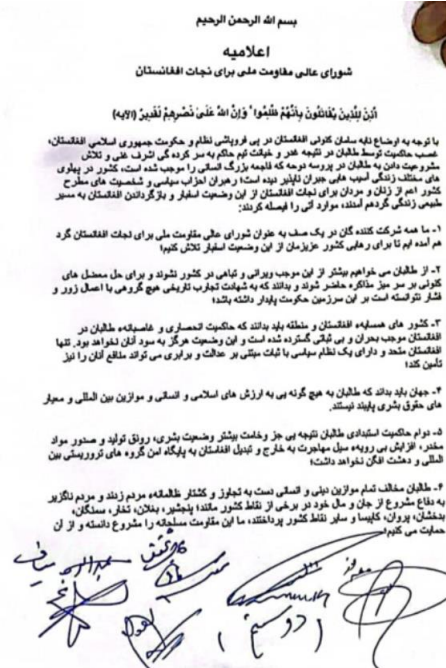 بسم الله الرحمن الرحیم
اعلامیه
شورای عالی مقاومت ملی برای نجات افغانستان
أُذِنَ لِلَّذِينَ يُقَاتَلُونَ بِأَنَّهُمْ ظُلِمُوا ۚ وَإِنَّ اللَّهَ عَلَىٰ نَصْرِهِمْ لَقَدِيرٌ (الآیه)
با توجه به اوضاع نابه سامان کنونی افغانستان در پی فروپاشی نظام و حکومت جمهوری اسلامی افغانستان،
غصب حاکمیت توسط طالبان در نتیجه غدر و خیانت تیم حاکم به سر کرده گی اشرف غنی و تلاش
مشروعیت دادن به طالبان در پروسه دوحه که فاجعه بزرگ انسانی را موجب شده است، کشور در پهلوی
های مختلف زندگی آسیب هایی جبران ناپذیر دیده است؛ رهبران احزاب سیاسی و شخصیت های مطرح
کشور اعم از زنان و مردان برای نجات افغانستان از این وضعیت اسفبار و بازگرداندن افغانستان به مسیر
طبیعی زندگی گردهم آمدند، موارد آتی را فیصله کردند:
۱- ما همه شرکت کننده گان در یک صف به عنوان شورای عالی مقاومت ملی برای نجات افغانستان گرد
هم آمده ایم تا برای رهایی کشور عزیزمان از این وضعیت اسفبار تلاش کنیم؛
۲- از طالبان می خواهیم بیشتر از این موجب ویرانی و تباهی در کشور نشوند و برای حل معضل های
کنونی بر سر میز مذاکره حاضر شوند و بدانند که به شهادت تجارب تاریخی هیچ گروهی با اعمال زور و
فشار نتوانسته است بر این سرزمین حکومت پایدار داشته باشد؛
۳- کشور های همسایهٔ افغانستان و منطقه باید بدانند که حاکمیت انحصاری و غاصبانهٔ طالبان در
افغانستان موجب بحران و بی ثباتی گسترده شده است و این وضعیت هرگز به سود آنان نخواهد بود. تنها
افغانستان متحد و دارای یک نظام سیاسی با ثبات مبتنی بر عدالت و برابری می تواند منافع آنان را نیز
تأمین کند؛
۴- جهان باید بداند که طالبان به هیچ گونه یی به ارزش های اسلامی و انسانی و موازین بین المللی و معیار
های حقوق بشری پایبند نیستند.
۵- دوام حاکمیت استبدادی طالبان نتیجه یی جز وخامت بیشتر وضعیت بشری، رونق تولید و صدور مواد
مخدر، افزایش بی رویهٔ سیل مهاجرت به خارج و تبدیل افغانستان به پایگاه امن گروه های تروریستی بین
المللی و دهشت افگن نخواهد داشت؛
۶- طالبان مخالف تمام موازین دینی و انسانی دست به تجاوز و کشتار ظالمانهٔ مردم زدند و مردم ناگزیر
به دفاع مشروع از جان و مال خود در برخی از نقاط کشور مانند؛ پنجشیر، بغلان، تخار، سمنگان،
بدخشان، پروان، کاپیسا و سایر نقاط کشور پرداختند، ما این مقاومت مسلحانه را مشروع دانسته و از آن
حمایت می کنیم؛